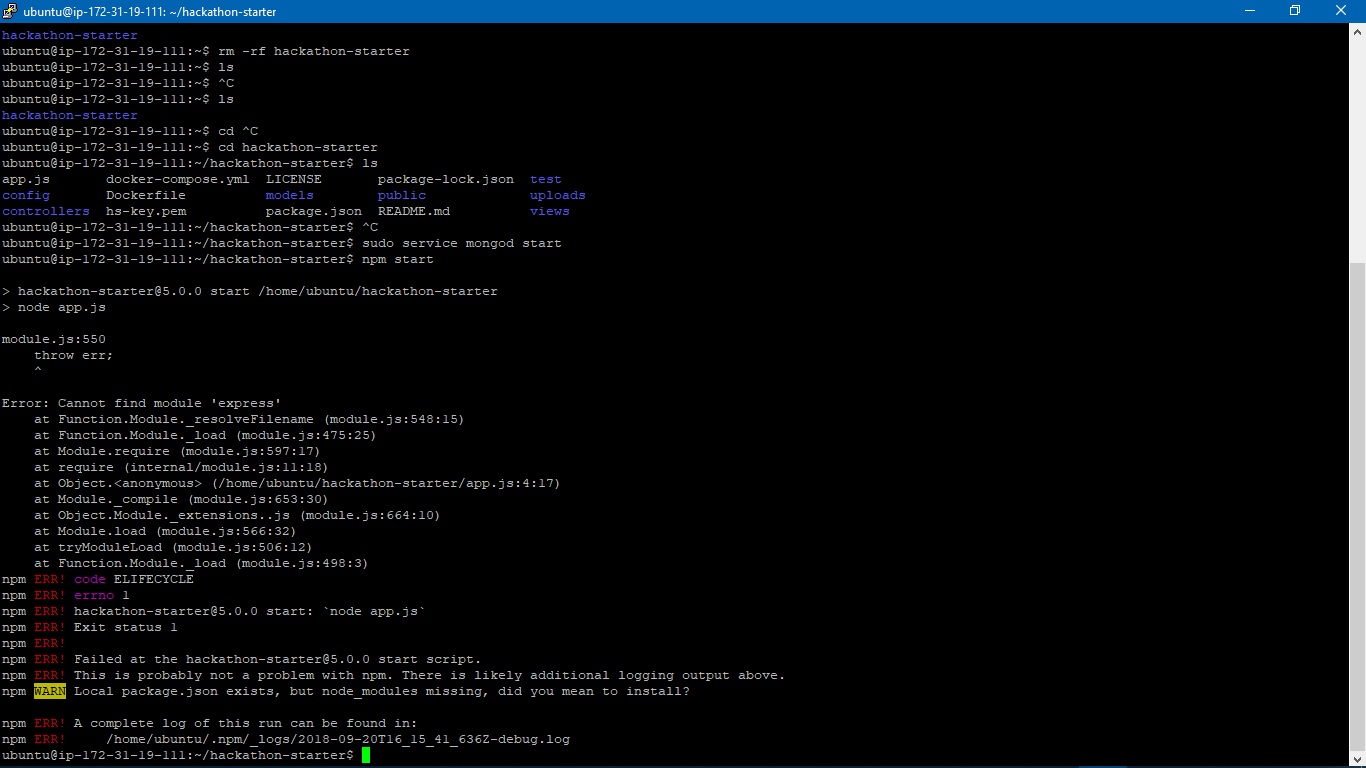 ubuntu@ip-172-31-19-111: ~/hackathon-starter
hackathon-starter
ubuntu@ip-172-31-19-111:~$ rm -rf hackathon-starter
ubuntu@ip-172-31-19-111:~$ ls
ubuntu@ip-172-31-19-111:~$ ^C
ubuntu@ip-172-31-19-111:~$ ls
hackathon-starter
ubuntu@ip-172-31-19-111:~$ cd ^C
ubuntu@ip-172-31-19-111:~$ cd hackathon-starter
ubuntu@ip-172-31-19-111:~/hackathon-starter$ ls
app.js       docker-compose.yml  LICENSE       package-lock.json  test
config       Dockerfile          models        public             uploads
controllers  hs-key.pem          package.json  README.md          views
ubuntu@ip-172-31-19-111:~/hackathon-starter$ ^C
ubuntu@ip-172-31-19-111:~/hackathon-starter$ sudo service mongod start
ubuntu@ip-172-31-19-111:~/hackathon-starter$ npm start
> hackathon-starter@5.0.0 start /home/ubuntu/hackathon-starter
> node app.js
module.js:550
    throw err;
    ^
Error: Cannot find module 'express'
    at Function.Module._resolveFilename (module.js:548:15)
    at Function.Module._load (module.js:475:25)
    at Module.require (module.js:597:17)
    at require (internal/module.js:11:18)
    at Object.<anonymous> (/home/ubuntu/hackathon-starter/app.js:4:17)
    at Module._compile (module.js:653:30)
    at Object.Module._extensions..js (module.js:664:10)
    at Module.load (module.js:566:32)
    at tryModuleLoad (module.js:506:12)
    at Function.Module._load (module.js:498:3)
npm ERR! code ELIFECYCLE
npm ERR! errno 1
npm ERR! hackathon-starter@5.0.0 start: `node app.js`
npm ERR! Exit status 1
npm ERR!
npm ERR! Failed at the hackathon-starter@5.0.0 start script.
npm ERR! This is probably not a problem with npm. There is likely additional logging output above.
npm WARN Local package.json exists, but node_modules missing, did you mean to install?
npm ERR! A complete log of this run can be found in:
npm ERR!     /home/ubuntu/.npm/_logs/2018-09-20T16_15_41_636Z-debug.log
ubuntu@ip-172-31-19-111:~/hackathon-starter$